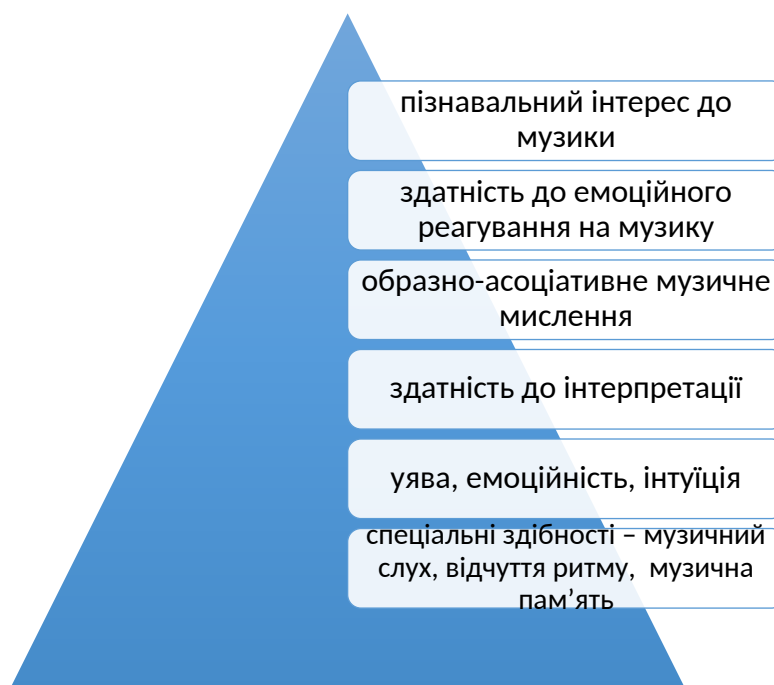 пізнавальний інтерес до
музики
здатність до емоційного
реагування на музику
образно-асоціативне музичне
мислення
здатність до інтерпретації
уява, емоційність, інтуїція
спеціальні здібності – музичний
слух, відчуття ритму,  музична
пам’ять